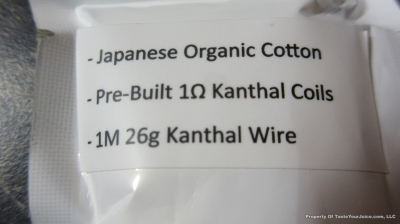 - Japanese Organic Cotton
- Pre-Built 1Ω Kanthal Coils
- 1M 26g Kanthal Wire
Property Of TasteYourJuice.com, LLC